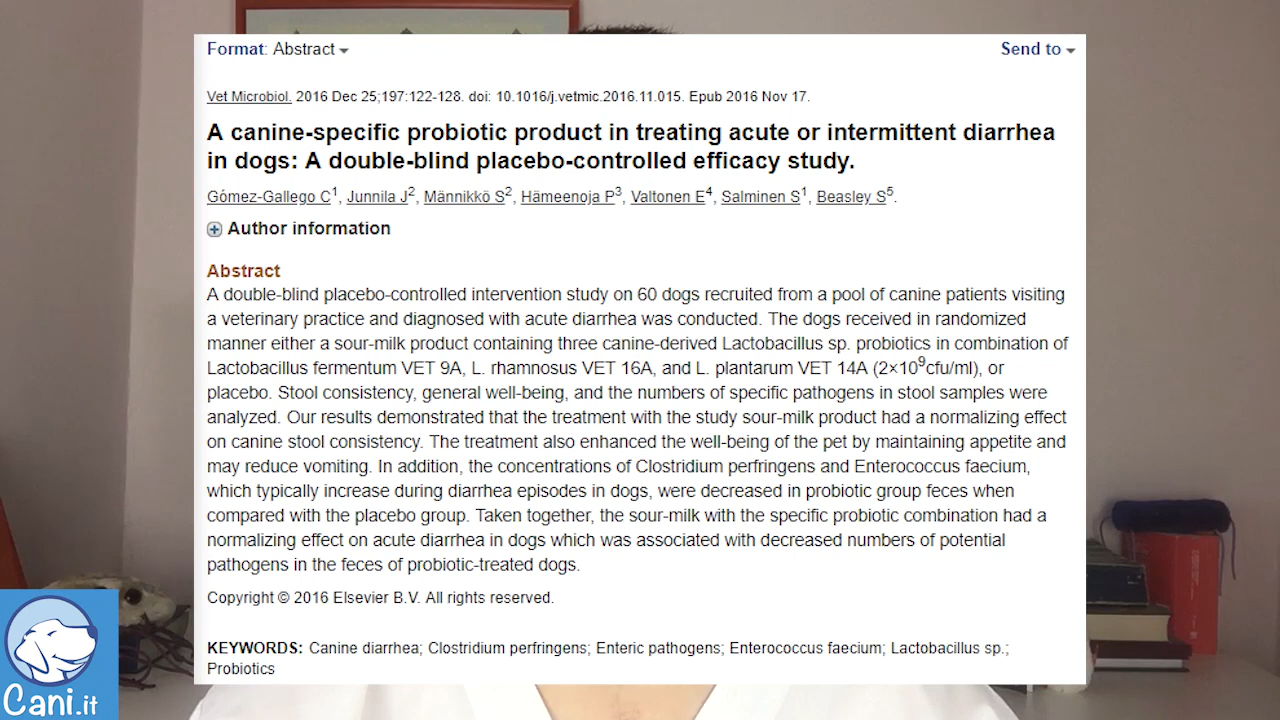 Format: Abstract
Send to
Vet Microbiol. 2016 Dec 25;197:122-128. doi: 10.1016/j.vetmic.2016.11.015. Epub 2016 Nov 17.
A canine-specific probiotic product in treating acute or intermittent diarrhea
in dogs: A double-blind placebo-controlled efficacy study.
Gómez-Gallego C1, Junnila J2, Männikkö S2, Hämeenoja P3, Valtonen E4, Salminen S1, Beasley S5.
Author information
Abstract
A double-blind placebo-controlled intervention study on 60 dogs recruited from a pool of canine patients visiting
a veterinary practice and diagnosed with acute diarrhea was conducted. The dogs received in randomized
manner either a sour-milk product containing three canine-derived Lactobacillus sp. probiotics in combination of
Lactobacillus fermentum VET 9A, L. rhamnosus VET 16A, and L. plantarum VET 14A (2×10⁹cfu/ml), or
placebo. Stool consistency, general well-being, and the numbers of specific pathogens in stool samples were
analyzed. Our results demonstrated that the treatment with the study sour-milk product had a normalizing effect
on canine stool consistency. The treatment also enhanced the well-being of the pet by maintaining appetite and
may reduce vomiting. In addition, the concentrations of Clostridium perfringens and Enterococcus faecium,
which typically increase during diarrhea episodes in dogs, were decreased in probiotic group feces when
compared with the placebo group. Taken together, the sour-milk with the specific probiotic combination had a
normalizing effect on acute diarrhea in dogs which was associated with decreased numbers of potential
pathogens in the feces of probiotic-treated dogs.
Copyright © 2016 Elsevier B.V. All rights reserved.
KEYWORDS: Canine diarrhea; Clostridium perfringens; Enteric pathogens; Enterococcus faecium; Lactobacillus sp.;
Probiotics
Cani.it